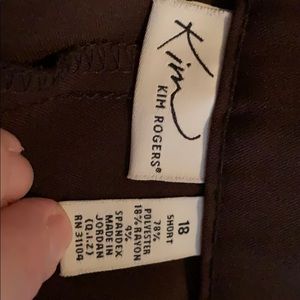 Kim
KIM ROGERS®
18
SHORT
78%
POLYESTER
18% RAYON
4%
SPANDEX
MADE IN
JORDAN
(Q.I.Z)
RN 31104